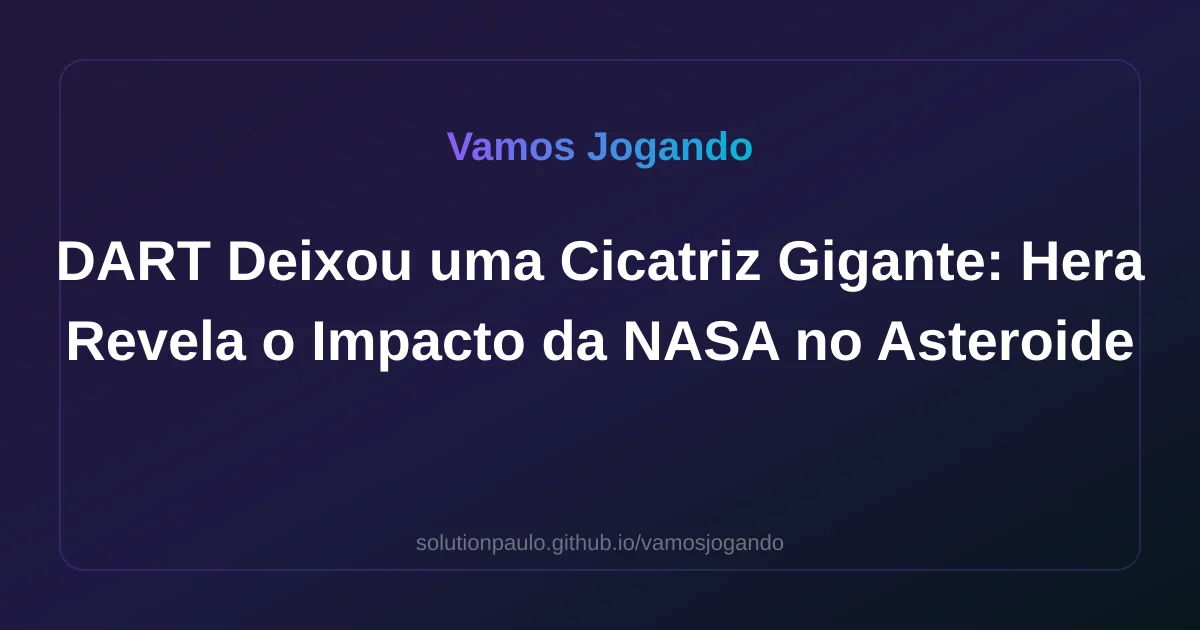 Vamos Jogando
DART Deixou uma Cicatriz Gigante: Hera
Revela o Impacto da NASA no Asteroide
solutionpaulo.github.io/vamosjogando